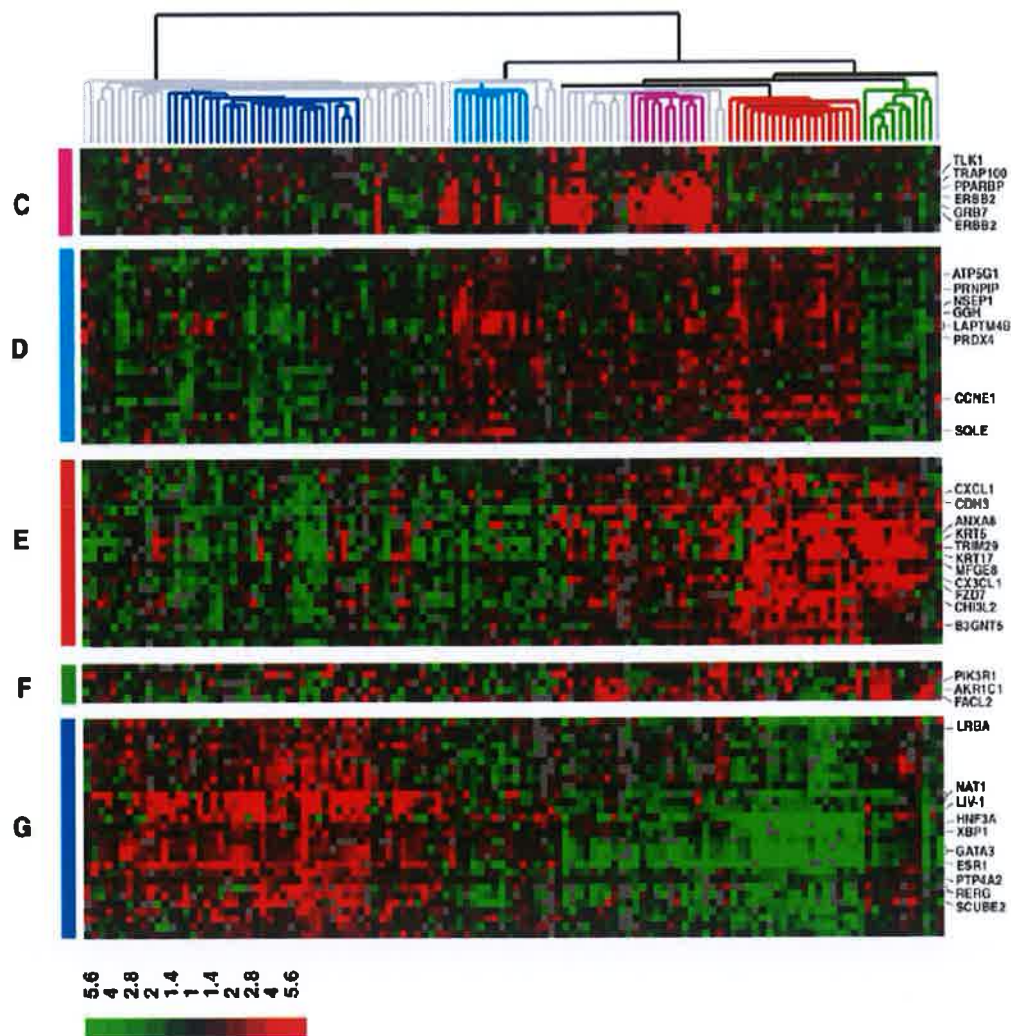 C
TLK1
TRAP100
PPARBP
ERBB2
GRB7
ERBB2
D
ATP5G1
PRNPIP
NSEP1
GGH
LAPTM4B
PRDX4
CCNE1
SQLE
E
CXCL1
CDH3
ANXA8
KRT5
TRIM29
KRT17
MFGE8
CX3CL1
FZD7
CHI3L2
B3GNT5
F
PIK3R1
AKR1C1
FACL2
G
LRBA
NAT1
LIV-1
HNF3A
XBP1
GATA3
ESR1
PTP4A2
RERG
SCUBE2
5.6 4 2.8 2 1.4 1 1.4 2 2.8 4 5.6